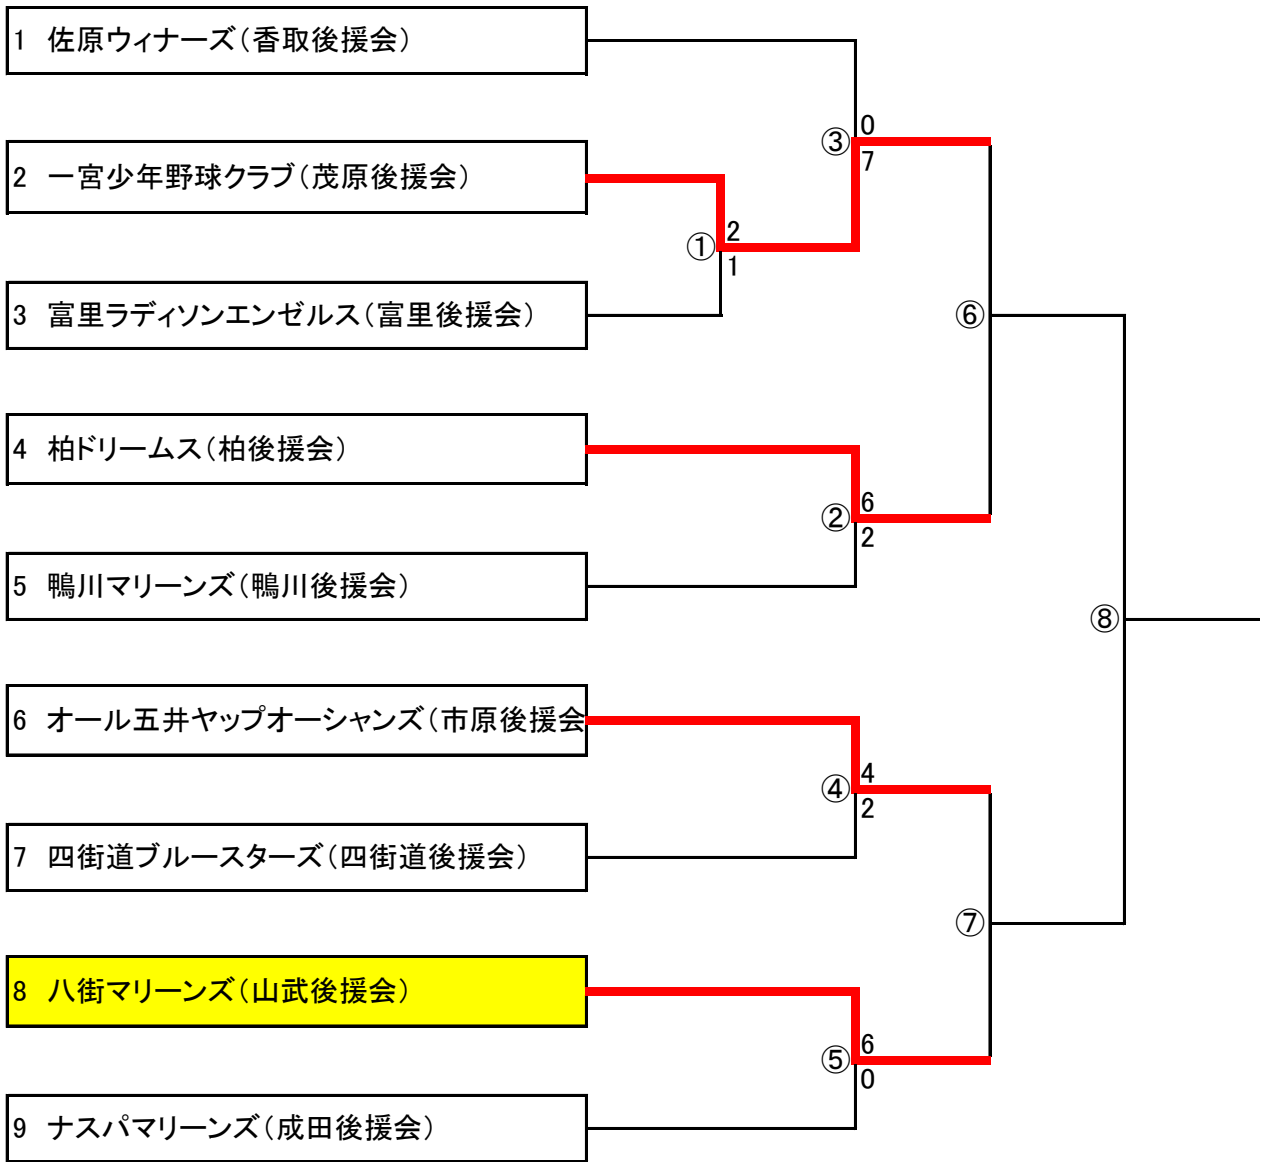 1 佐原ウィナーズ（香取後援会）
0
③
7
2 一宮少年野球クラブ（茂原後援会）
2
①
1
3 富里ラディソンエンゼルス（富里後援会）
⑥
4 柏ドリームス（柏後援会）
6
②
2
5 鴨川マリーンズ（鴨川後援会）
⑧
6 オール五井ヤップオーシャンズ（市原後援会
4
④
2
7 四街道ブルースターズ（四街道後援会）
⑦
8 八街マリーンズ（山武後援会）
6
⑤
0
9 ナスパマリーンズ（成田後援会）